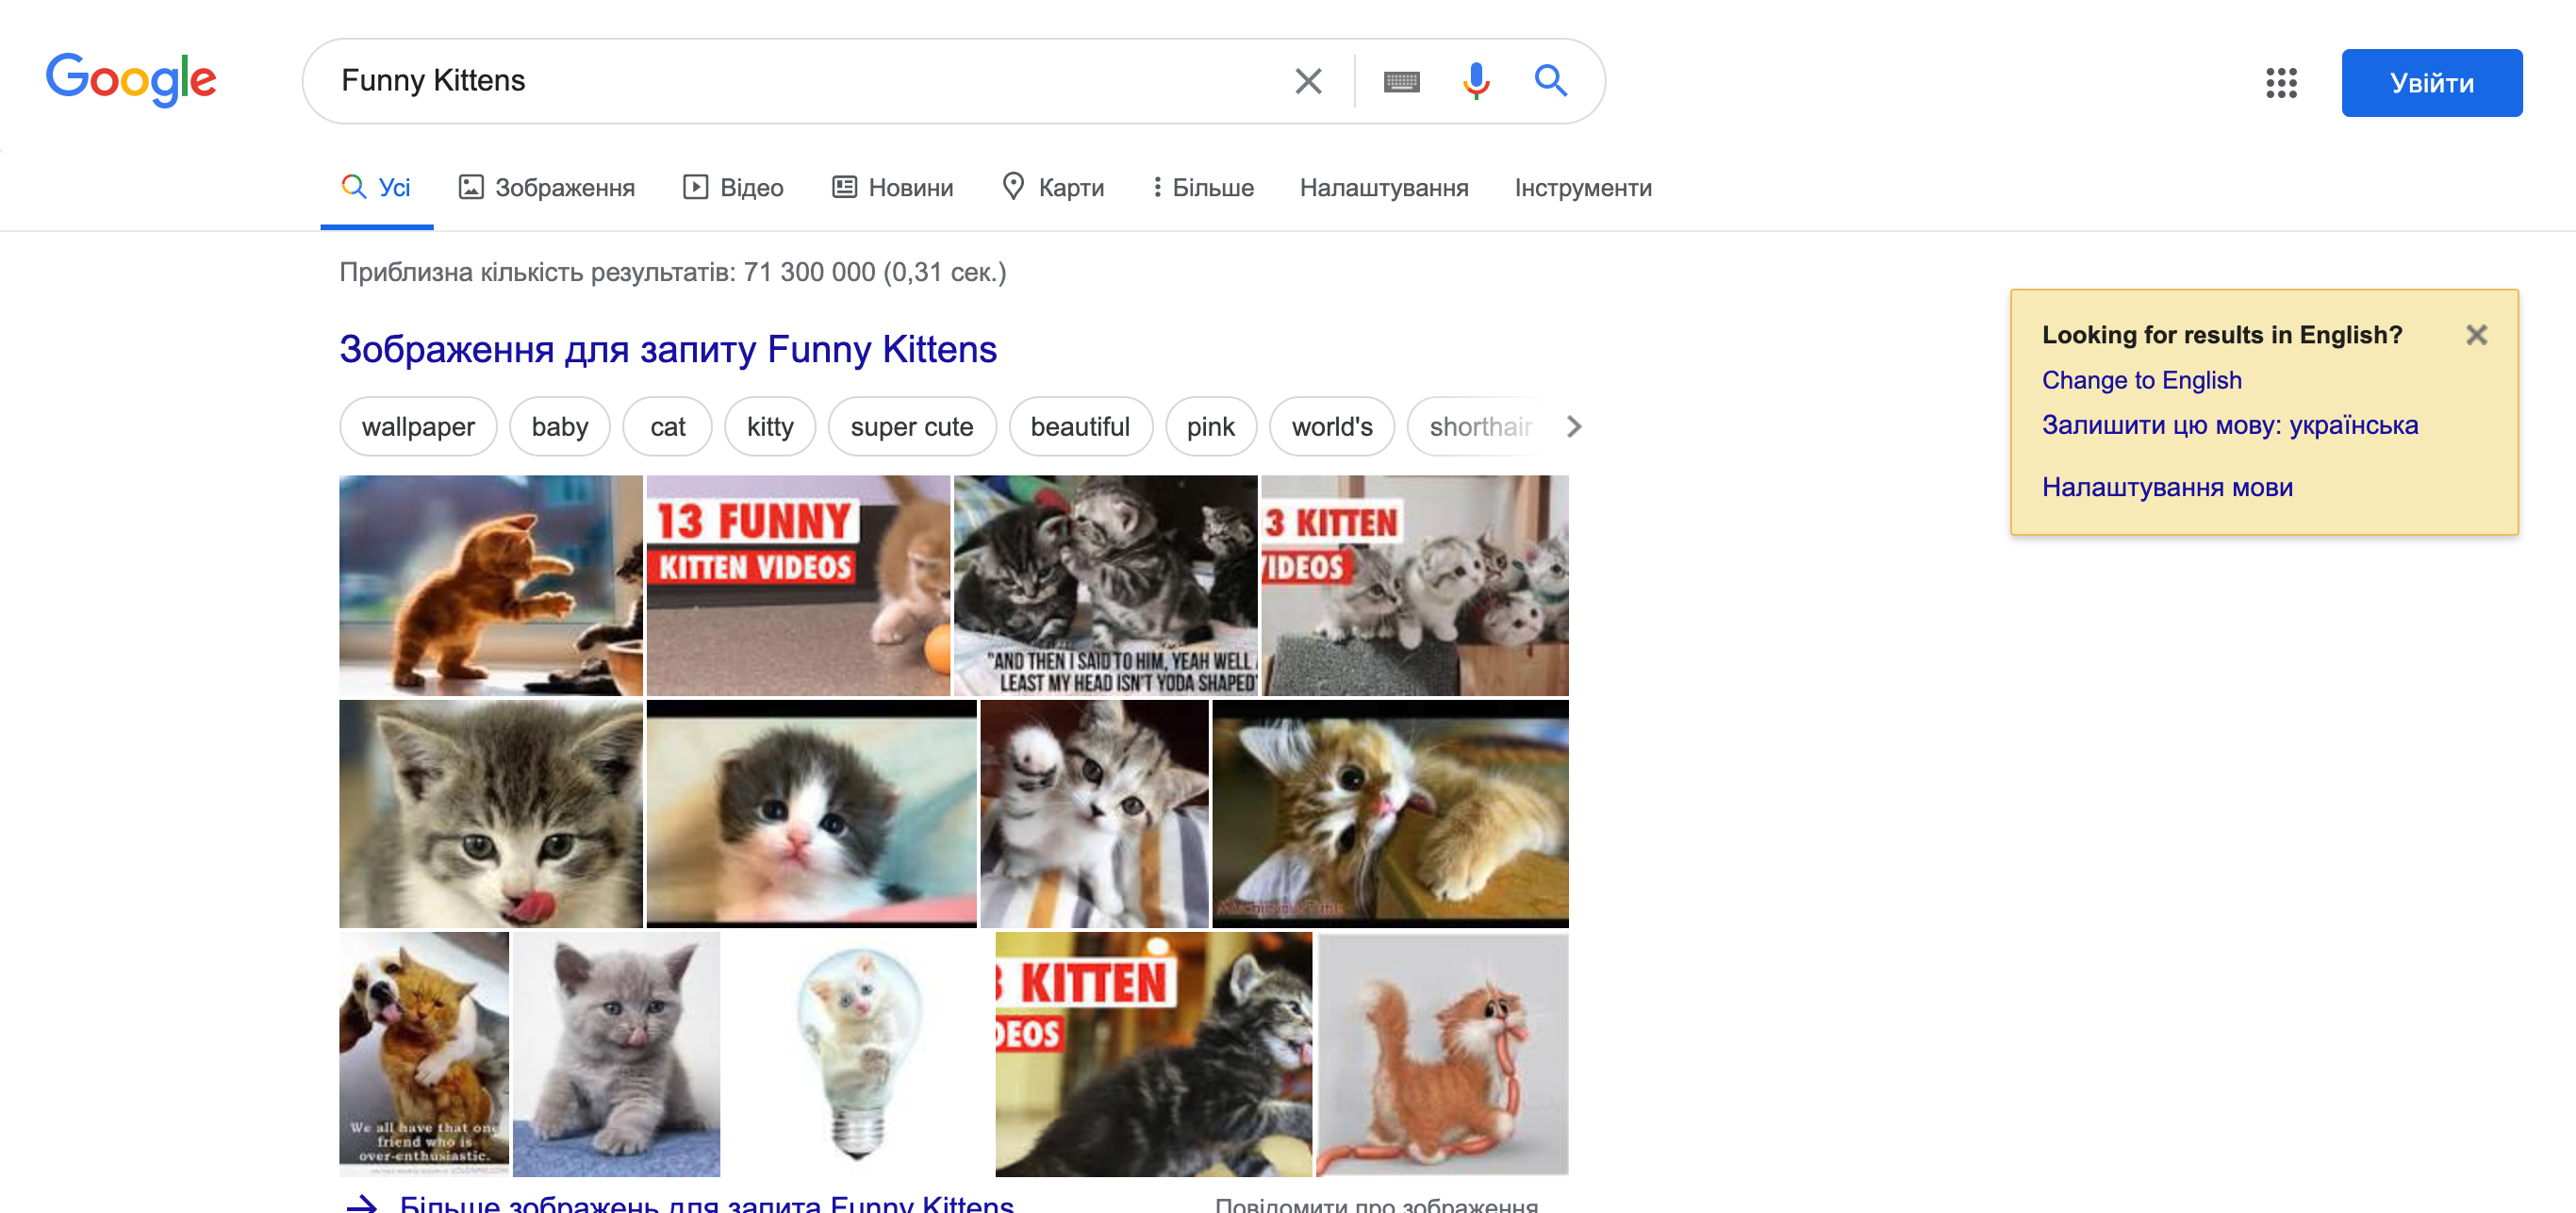 Google
Funny Kittens
Увійти
Усі
Зображення
Відео
Новини
Карти
Більше
Налаштування
Інструменти
Приблизна кількість результатів: 71 300 000 (0,31 сек.)
Looking for results in English?
Change to English
Залишити цю мову: українська
Налаштування мови
Зображення для запиту Funny Kittens
wallpaper
baby
cat
kitty
super cute
beautiful
pink
world's
shorthair
13 FUNNY
KITTEN VIDEOS
"AND THEN I SAID TO HIM, YEAH WELL
LEAST MY HEAD ISN'T YODA SHAPED"
3 KITTEN
VIDEOS
We all have that one
friend who is
over-enthusiastic.
3 KITTEN
DEOS
Більше зображень для запита Funny Kittens
Повідомити про зображення